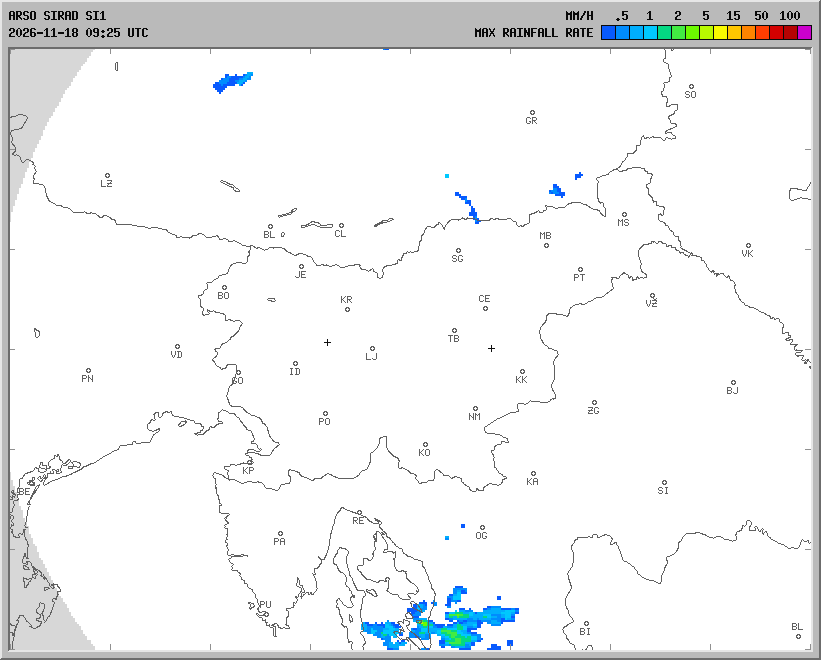 ARSO SIRAD SI1
2026-11-18 09:25 UTC
MM/H .5 1 2 5 15 50 100
MAX RAINFALL RATE
SO
GR
LZ
MS
BL
CL
MB
VK
SG
JE
PT
BO
KR
CE
VZ
TB
VD
LJ
ID
GO
KK
PN
BJ
ZG
NM
PO
KO
KP
KA
BE
SI
RE
OG
PA
PU
BI
BL